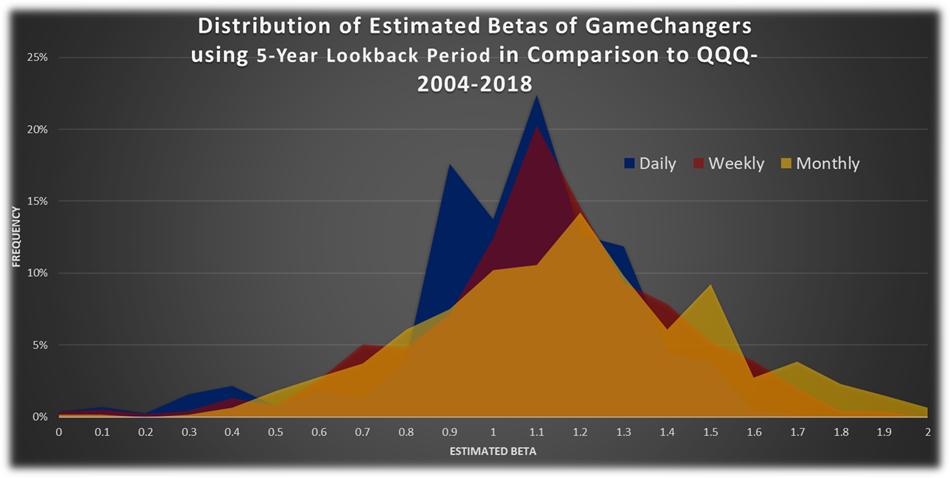 Distribution of Estimated Betas of GameChangers
using 5-Year Lookback Period in Comparison to QQQ-
2004-2018
25%
20%
Daily Weekly Monthly
15%
FREQUENCY
10%
5%
0%
0 0.1 0.2 0.3 0.4 0.5 0.6 0.7 0.8 0.9 1 1.1 1.2 1.3 1.4 1.5 1.6 1.7 1.8 1.9 2
ESTIMATED BETA